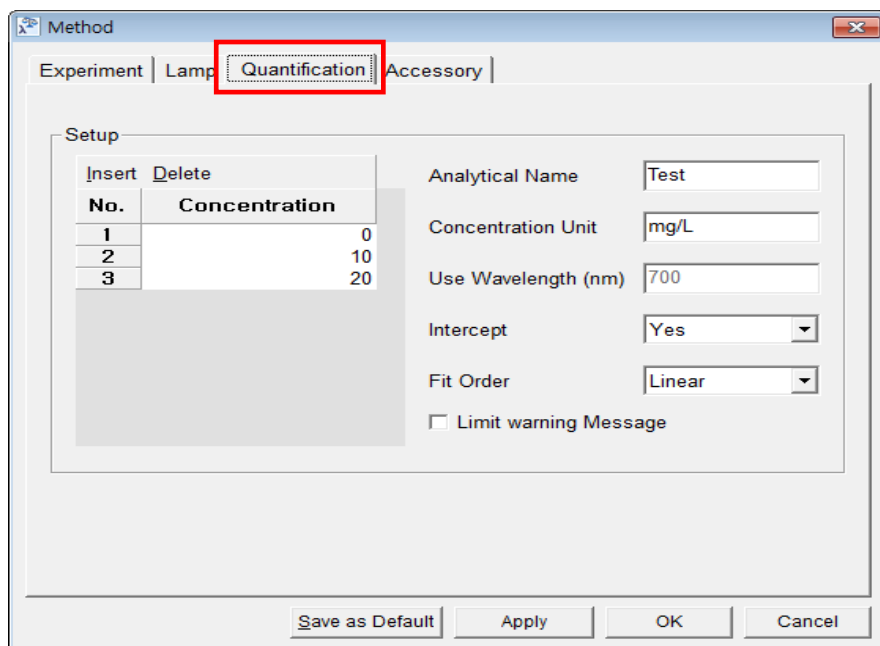 Method
Experiment Lamp Quantification Accessory
Setup
Insert Delete
No. Concentration
1 0
2 10
3 20
Analytical Name Test
Concentration Unit mg/L
Use Wavelength (nm) 700
Intercept Yes
Fit Order Linear
Limit warning Message
Save as Default Apply OK Cancel